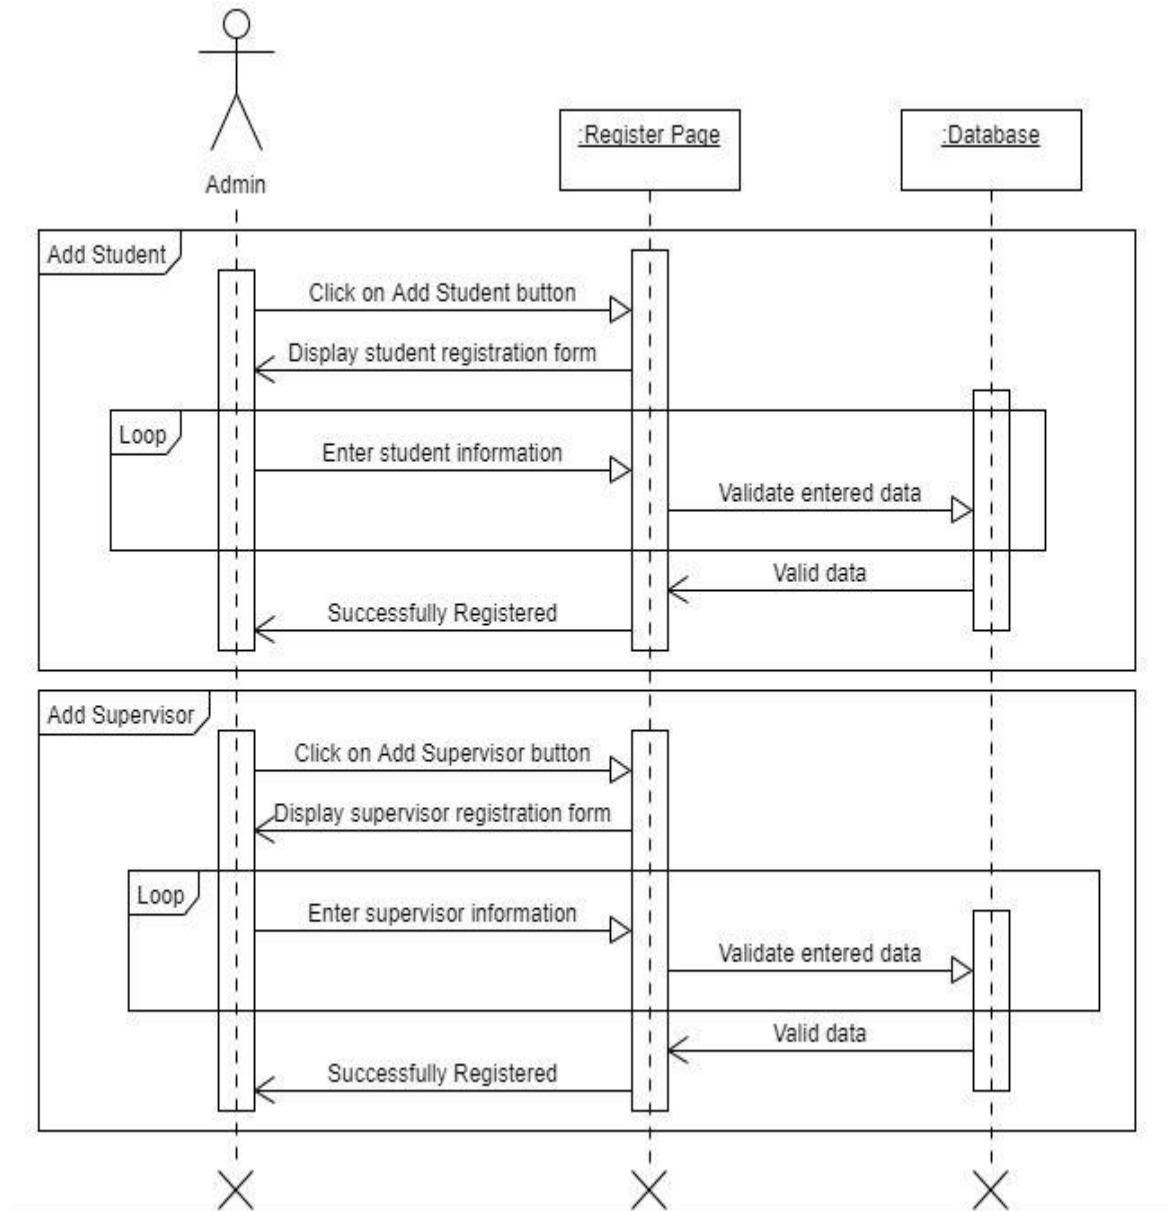 Admin
:Register Page
:Database
Add Student
Click on Add Student button
Display student registration form
Loop
Enter student information
Validate entered data
Valid data
Successfully Registered
Add Supervisor
Click on Add Supervisor button
Display supervisor registration form
Loop
Enter supervisor information
Validate entered data
Valid data
Successfully Registered